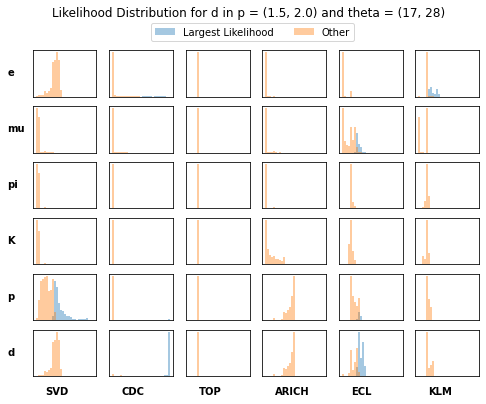 Likelihood Distribution for d in p = (1.5, 2.0) and theta = (17, 28)
Largest Likelihood Other
e
mu
pi
K
p
d
SVD CDC TOP ARICH ECL KLM